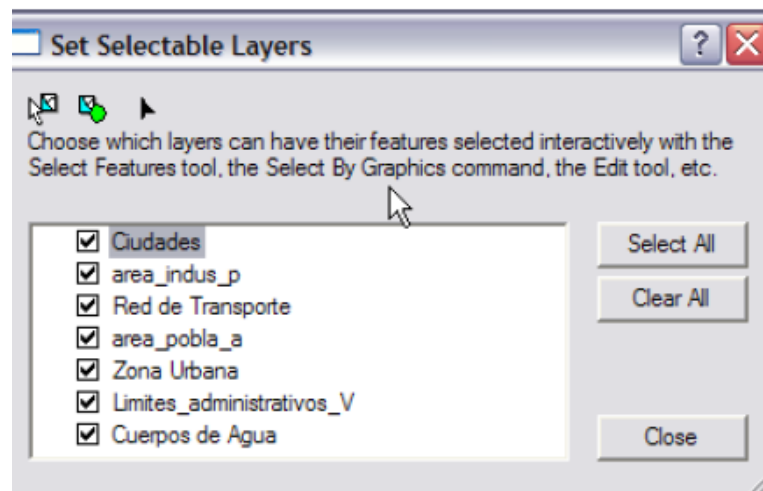 Set Selectable Layers
Choose which layers can have their features selected interactively with the
Select Features tool, the Select By Graphics command, the Edit tool, etc.
Ciudades
area_indus_p
Red de Transporte
area_pobla_a
Zona Urbana
Limites_administrativos_V
Cuerpos de Agua
Select All
Clear All
Close